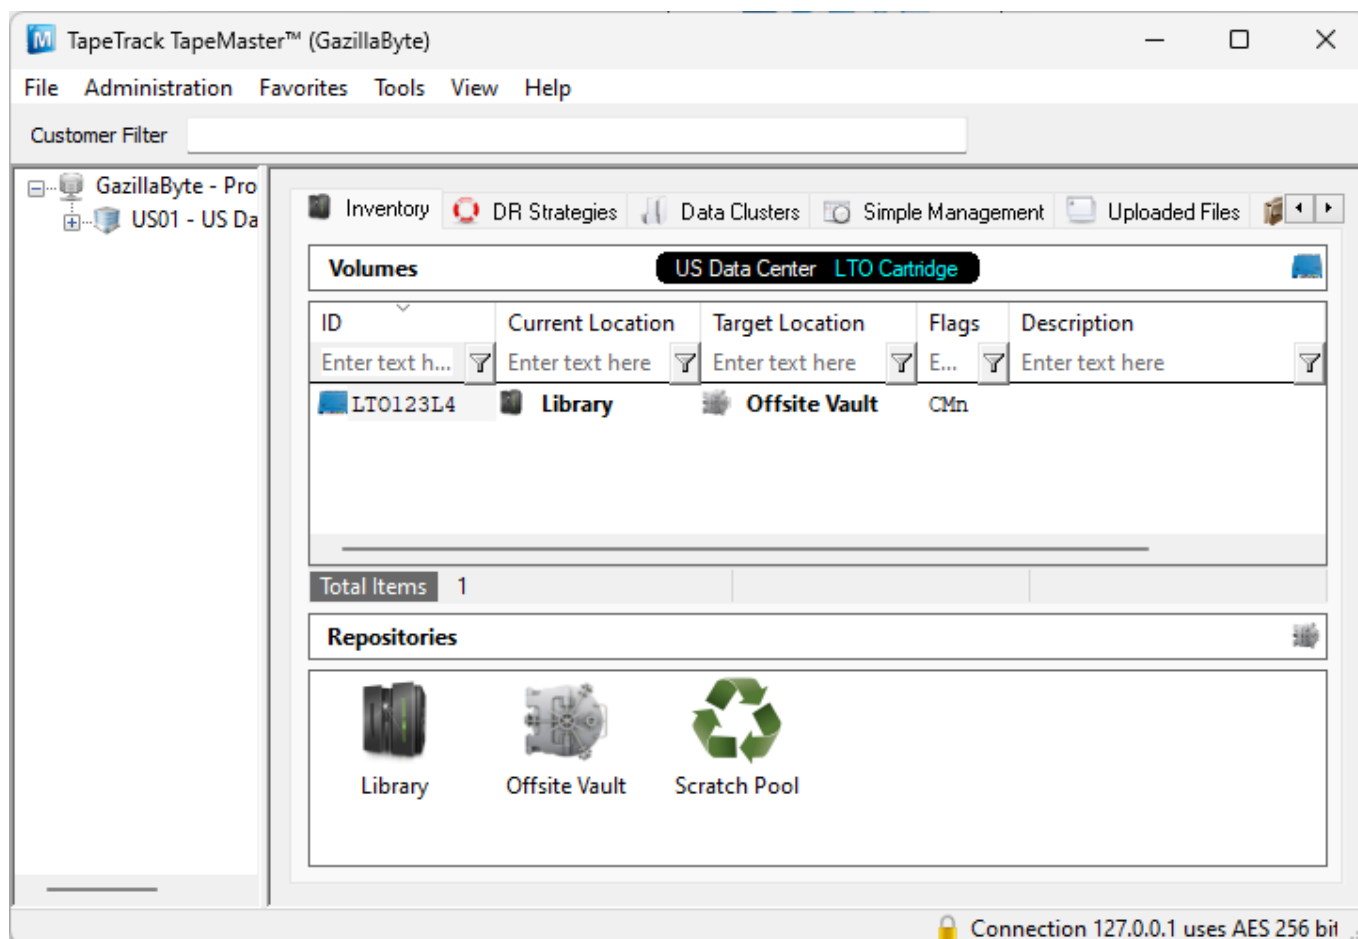 TapeTrack TapeMaster™ (GazillaByte)
File Administration Favorites Tools View Help
Customer Filter
GazillaByte - Pro
US01 - US Da
Inventory DR Strategies Data Clusters Simple Management Uploaded Files
Volumes US Data Center LTO Cartridge
ID Current Location Target Location Flags Description
Enter text h... Enter text here Enter text here E... Enter text here
LTO123L4 Library Offsite Vault CMn
Total Items 1
Repositories
Library Offsite Vault Scratch Pool
Connection 127.0.0.1 uses AES 256 bit